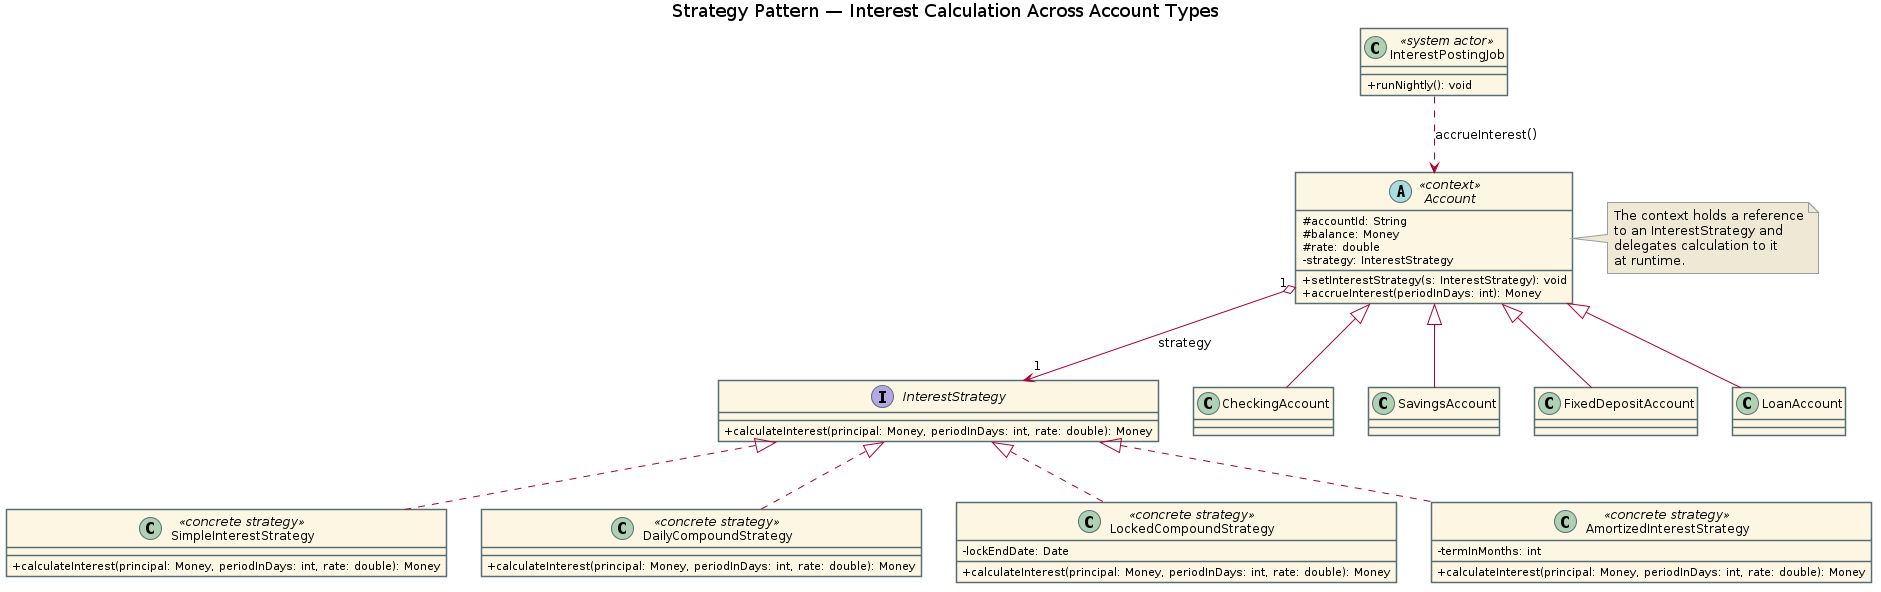 Strategy Pattern — Interest Calculation Across Account Types
C
«system actor»
InterestPostingJob
+runNightly(): void
accrueInterest()
A
«context»
Account
#accountId: String
#balance: Money
#rate: double
-strategy: InterestStrategy
+setInterestStrategy(s: InterestStrategy): void
+accrueInterest(periodInDays: int): Money
The context holds a reference
to an InterestStrategy and
delegates calculation to it
at runtime.
1
strategy
1
I
InterestStrategy
+calculateInterest(principal: Money, periodInDays: int, rate: double): Money
C
CheckingAccount
C
SavingsAccount
C
FixedDepositAccount
C
LoanAccount
C
«concrete strategy»
SimpleInterestStrategy
+calculateInterest(principal: Money, periodInDays: int, rate: double): Money
C
«concrete strategy»
DailyCompoundStrategy
+calculateInterest(principal: Money, periodInDays: int, rate: double): Money
C
«concrete strategy»
LockedCompoundStrategy
-lockEndDate: Date
+calculateInterest(principal: Money, periodInDays: int, rate: double): Money
C
«concrete strategy»
AmortizedInterestStrategy
-termInMonths: int
+calculateInterest(principal: Money, periodInDays: int, rate: double): Money